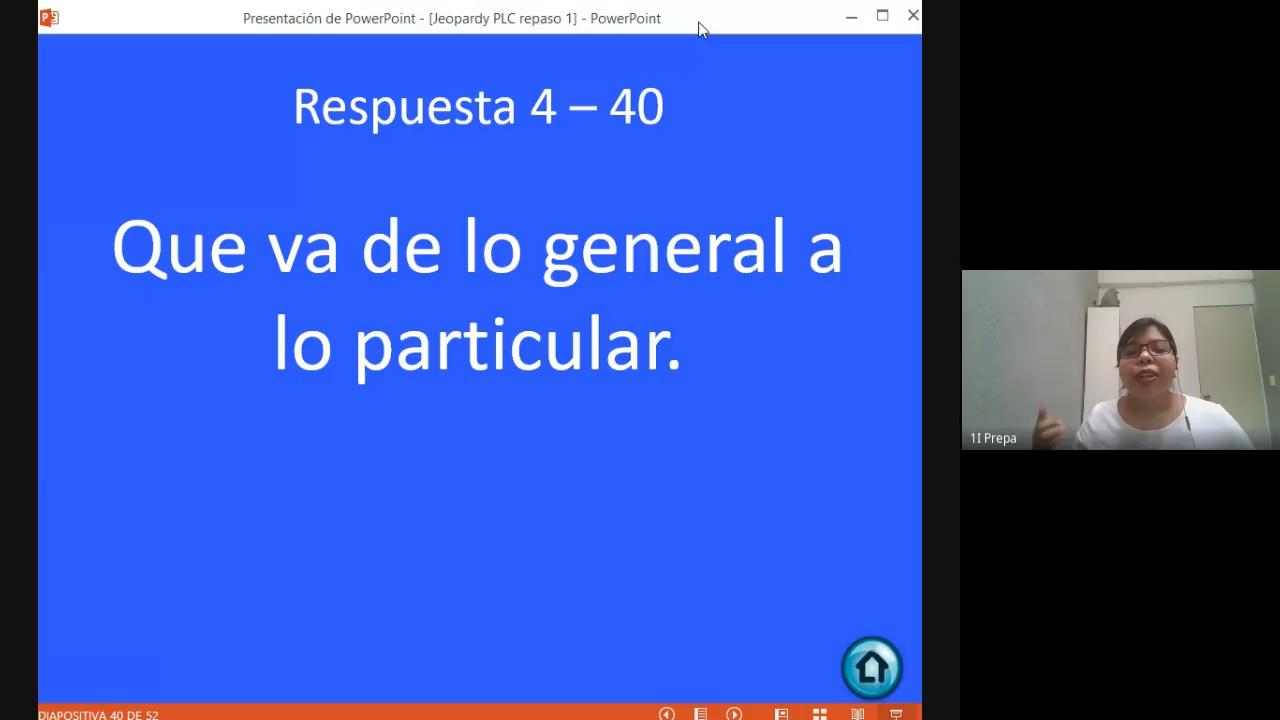 Presentación de PowerPoint - [Jeopardy PLC repaso 1] - PowerPoint
Respuesta 4 – 40
Que va de lo general a
lo particular.
1I Prepa
DIAPOSITIVA 40 DE 52